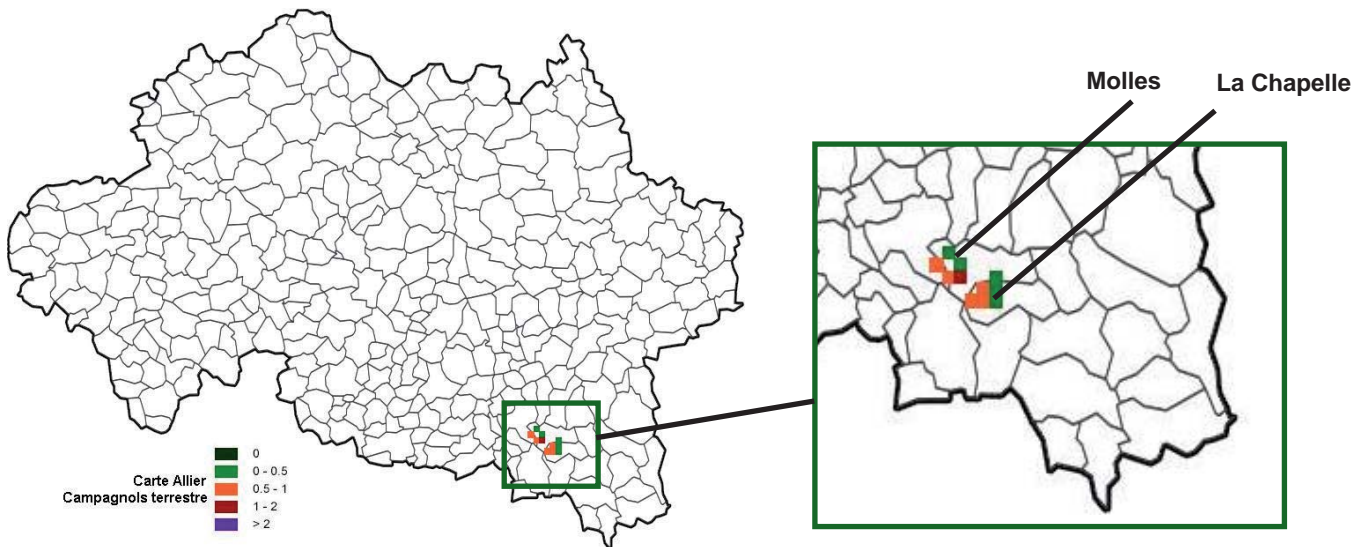 Molles
La Chapelle
Carte Allier
Campagnols terrestre
0
0 - 0.5
0.5 - 1
1 - 2
> 2